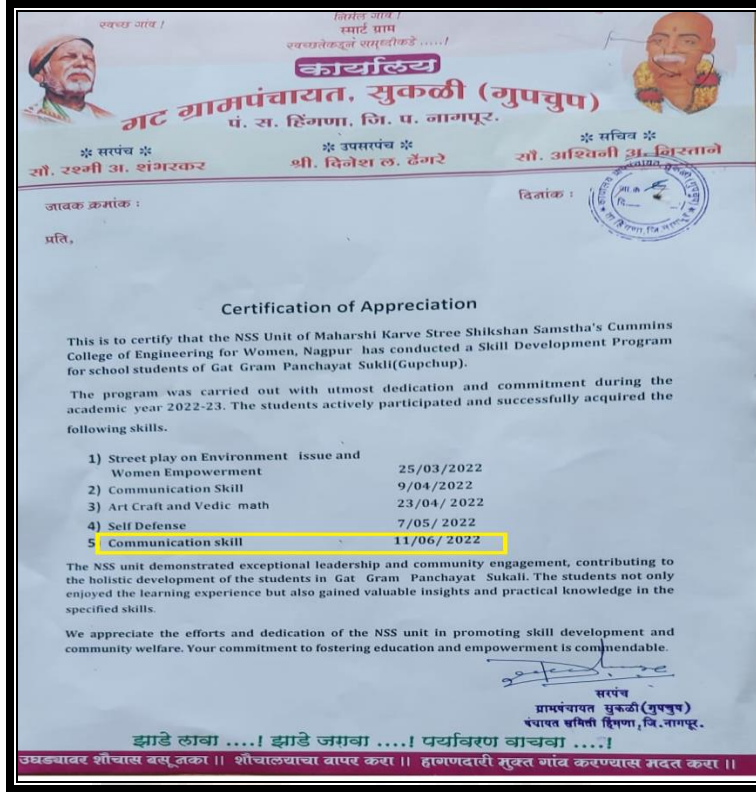 स्वच्छ गांव !
निर्मल गांव !
स्मार्ट ग्राम
स्वच्छतेकडून समृध्दीकडे .....!
कार्यालय
गट ग्रामपंचायत, सुकळी (गुपचुप)
पं. स. हिंगणा, जि. प. नागपूर.
❊ सरपंच ❊
❊ उपसरपंच ❊
❊ सचिव ❊
सौ. रश्मी अ. शंभरकर
श्री. दिनेश ल. ढेंगरे
सौ. अश्विनी अ. निस्ताने
जावक क्रमांक :
दिनांक :
प्रति,
Certification of Appreciation
This is to certify that the NSS Unit of Maharshi Karve Stree Shikshan Samstha's Cummins
College of Engineering for Women, Nagpur has conducted a Skill Development Program
for school students of Gat Gram Panchayat Sukli(Gupchup).
The program was carried out with utmost dedication and commitment during the
academic year 2022-23. The students actively participated and successfully acquired the
following skills.
1) Street play on Environment issue and
Women Empowerment 25/03/2022
2) Communication Skill 9/04/2022
3) Art Craft and Vedic math 23/04/ 2022
4) Self Defense 7/05/ 2022
5 Communication skill 11/06/ 2022
The NSS unit demonstrated exceptional leadership and community engagement, contributing to
the holistic development of the students in Gat Gram Panchayat Sukali. The students not only
enjoyed the learning experience but also gained valuable insights and practical knowledge in the
specified skills.
We appreciate the efforts and dedication of the NSS unit in promoting skill development and
community welfare. Your commitment to fostering education and empowerment is commendable.
सरपंच
ग्रामपंचायत सुकळी (गुपचुप)
पंचायत समिती हिंगणा, जि. नागपूर.
झाडे लावा ....! झाडे जगवा ....! पर्यावरण वाचवा ....!
उघड्यावर शौचास बसू नका || शौचालयाचा वापर करा || हागणदारी मुक्त गांव करण्यास मदत करा ||